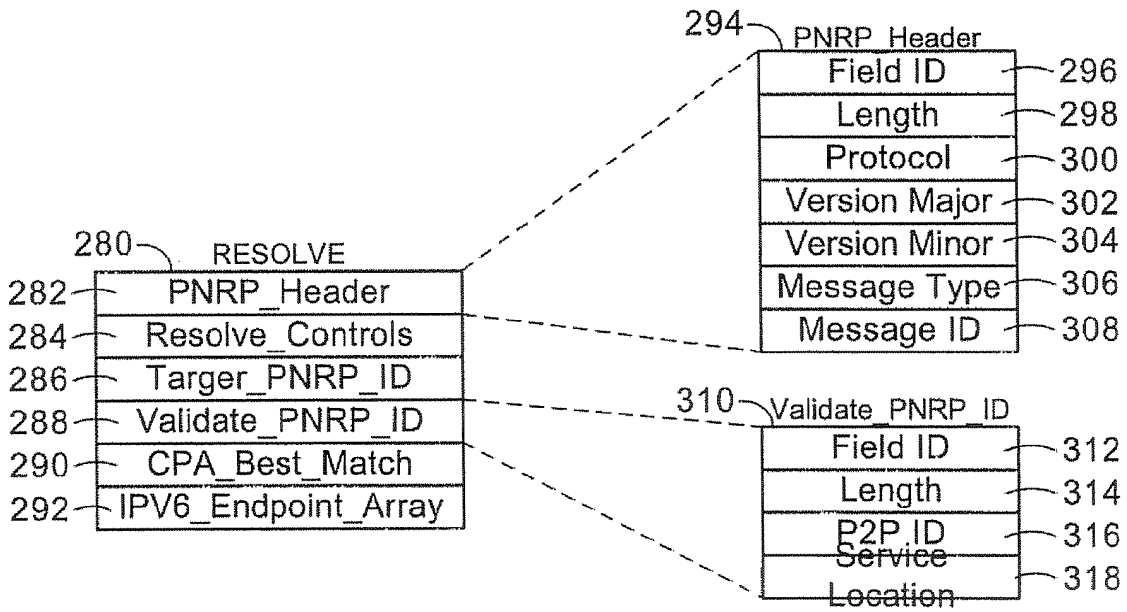 294 PNRP_Header
Field ID 296
Length 298
Protocol 300
Version Major 302
Version Minor 304
Message Type 306
Message ID 308
280 RESOLVE
282 PNRP_Header
284 Resolve_Controls
286 Targer_PNRP_ID
288 Validate_PNRP_ID
290 CPA_Best_Match
292 IPV6_Endpoint_Array
310 Validate_PNRP_ID
Field ID 312
Length 314
P2P ID 316
Service
Location 318